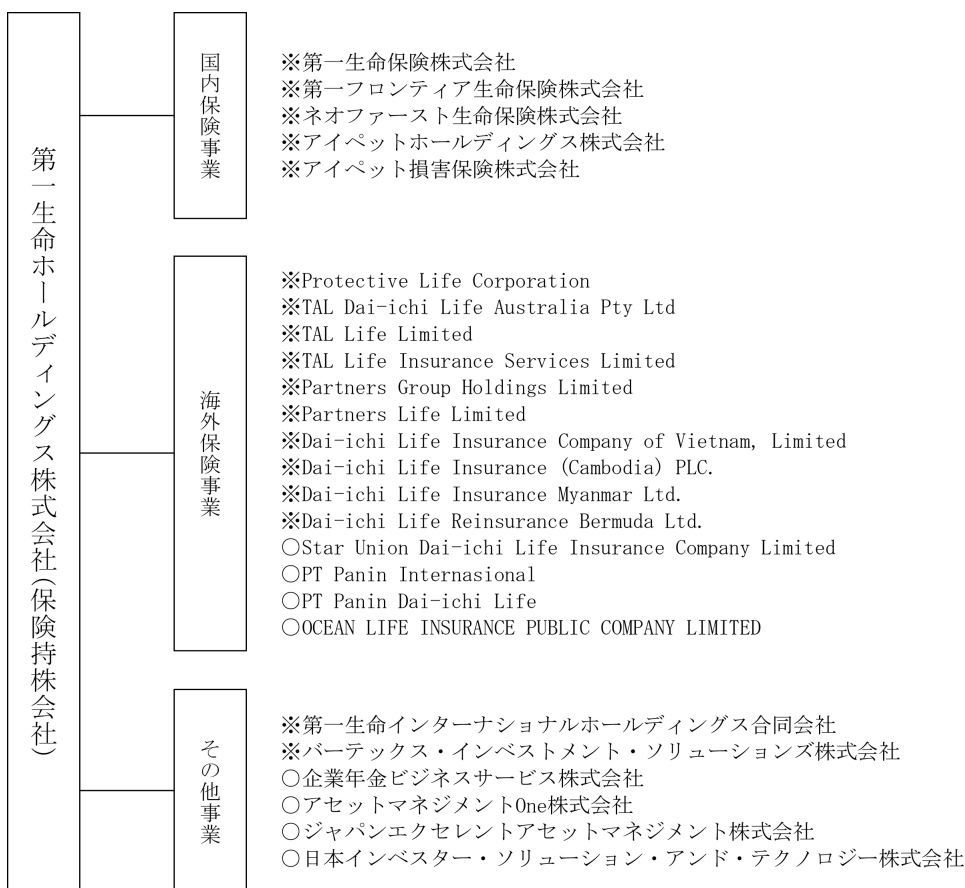 第一生命ホールディングス株式会社(保険持株会社)
国内保険事業
※第一生命保険株式会社
※第一フロンティア生命保険株式会社
※ネオファースト生命保険株式会社
※アイペットホールディングス株式会社
※アイペット損害保険株式会社
海外保険事業
※Protective Life Corporation
※TAL Dai-ichi Life Australia Pty Ltd
※TAL Life Limited
※TAL Life Insurance Services Limited
※Partners Group Holdings Limited
※Partners Life Limited
※Dai-ichi Life Insurance Company of Vietnam, Limited
※Dai-ichi Life Insurance (Cambodia) PLC.
※Dai-ichi Life Insurance Myanmar Ltd.
※Dai-ichi Life Reinsurance Bermuda Ltd.
○Star Union Dai-ichi Life Insurance Company Limited
○PT Panin Internasional
○PT Panin Dai-ichi Life
○OCEAN LIFE INSURANCE PUBLIC COMPANY LIMITED
その他事業
※第一生命インターナショナルホールディングス合同会社
※バーテックス・インベストメント・ソリューションズ株式会社
○企業年金ビジネスサービス株式会社
○アセットマネジメントOne株式会社
○ジャパンエクセレントアセットマネジメント株式会社
○日本インベスター・ソリューション・アンド・テクノロジー株式会社